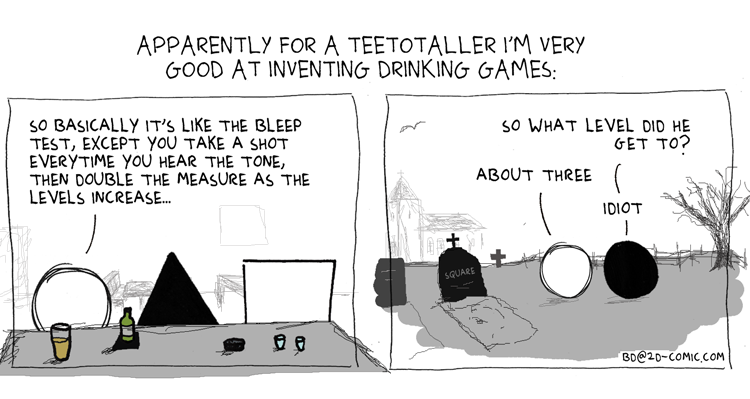 APPARENTLY FOR A TEETOTALLER I'M VERY
GOOD AT INVENTING DRINKING GAMES:
SO BASICALLY IT'S LIKE THE BLEEP
TEST, EXCEPT YOU TAKE A SHOT
EVERYTIME YOU HEAR THE TONE,
THEN DOUBLE THE MEASURE AS THE
LEVELS INCREASE...
SO WHAT LEVEL DID HE
GET TO?
ABOUT THREE
IDIOT
SQUARE
BD@2D-COMIC.COM